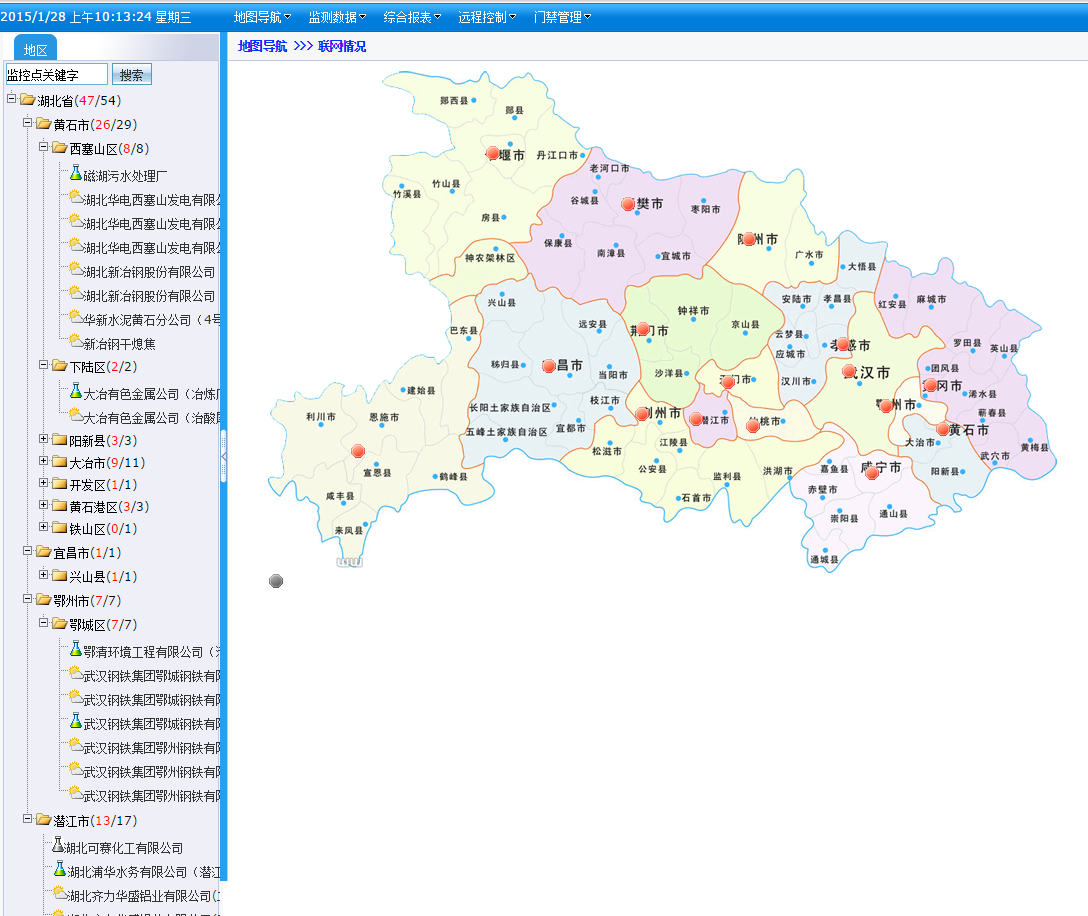 2015/1/28 上午10:13:24 星期三
地图导航 监测数据 综合报表 远程控制 门禁管理
地区
地图导航 >>> 联网情况
监控点关键字 搜索
湖北省(47/54)
黄石市(26/29)
西塞山区(8/8)
磁湖污水处理厂
湖北华电西塞山发电有限公
湖北华电西塞山发电有限公
湖北华电西塞山发电有限公
湖北新冶钢股份有限公司
湖北新冶钢股份有限公司
华新水泥黄石分公司（4号
新冶钢干熄焦
下陆区(2/2)
大冶有色金属公司（冶炼厂
大冶有色金属公司（冶酸
阳新县(3/3)
大冶市(9/11)
开发区(1/1)
黄石港区(3/3)
铁山区(0/1)
宜昌市(1/1)
兴山县(1/1)
鄂州市(7/7)
鄂城区(7/7)
鄂清环境工程有限公司（
武汉钢铁集团鄂城钢铁有限
武汉钢铁集团鄂城钢铁有限
武汉钢铁集团鄂城钢铁有限
武汉钢铁集团鄂州钢铁有限
武汉钢铁集团鄂州钢铁有限
武汉钢铁集团鄂州钢铁有限
潜江市(13/17)
湖北可赛化工有限公司
湖北浦华水务有限公司（潜江
湖北齐力华盛铝业有限公司(
郧西县
郧县
堰市
丹江口市
老河口市
竹山县
竹溪县
谷城县
樊市
枣阳市
房县
保康县
南漳县
宜城市
州市
广水市
大悟县
神农架林区
兴山县
巴东县
远安县
钟祥市
京山县
荆门市
安陆市
孝昌县
红安县
麻城市
云梦县
孝感市
应城市
罗田县
英山县
秭归县
宜昌市
当阳市
沙洋县
天门市
汉川市
武汉市
团风县
黄冈市
浠水县
建始县
利川市
恩施市
长阳土家族自治区
枝江市
荆州市
潜江市
仙桃市
鄂州市
蕲春县
五峰土家族自治区
宜都市
江陵县
黄石市
大冶市
武穴市
黄梅县
松滋市
公安县
监利县
洪湖市
嘉鱼县
咸宁市
阳新县
宣恩县
鹤峰县
咸丰县
石首市
赤壁市
崇阳县
通山县
来凤县
通城县